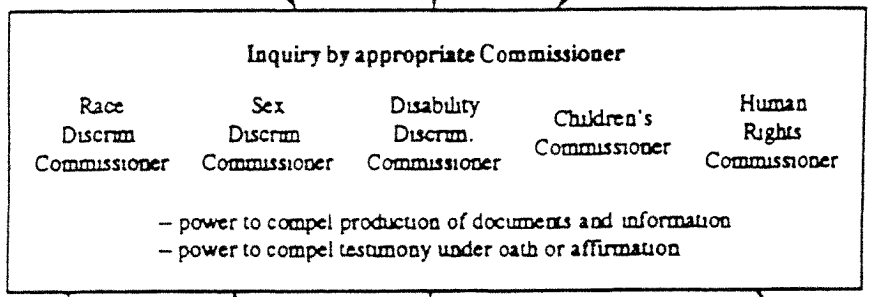 Inquiry by appropriate Commissioner
Race
Discrim
Commissioner
Sex
Discrim
Commissioner
Disability
Discrim.
Commissioner
Children's
Commissioner
Human
Rights
Commissioner
– power to compel production of documents and information
– power to compel testimony under oath or affirmation